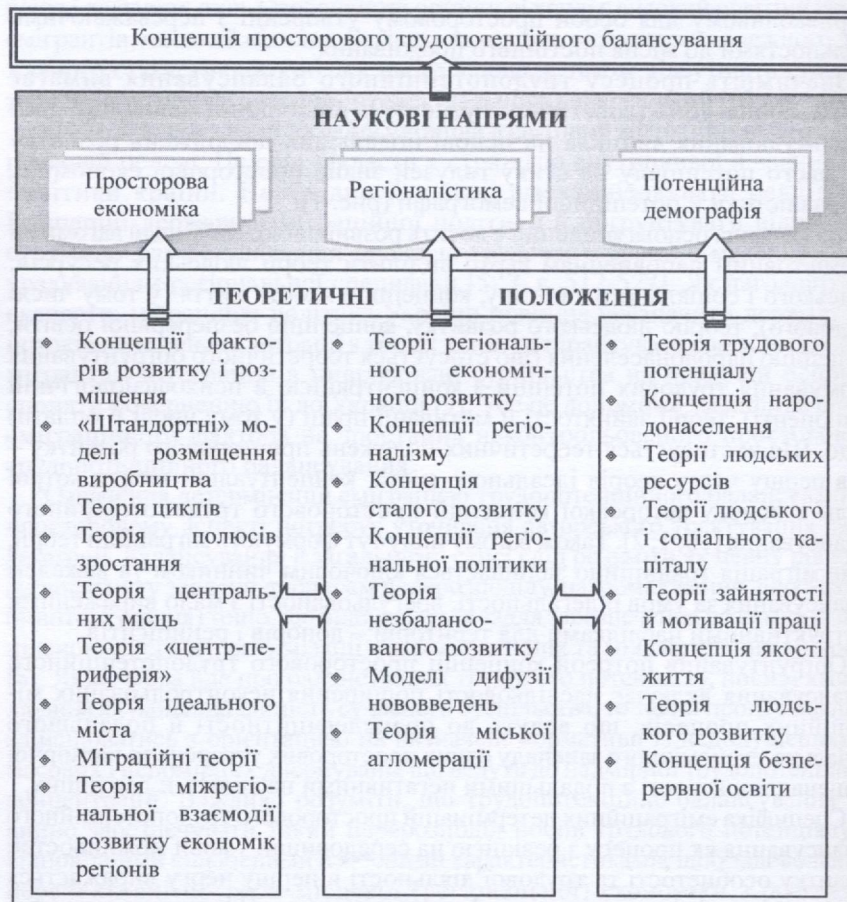 Концепція просторового трудопотенційного балансування
НАУКОВІ НАПРЯМИ
Просторова
економіка
Регіоналістика
Потенційна
демографія
ТЕОРЕТИЧНІ ПОЛОЖЕННЯ
Концепції факто-
рів розвитку і роз-
міщення
«Штандортні» мо-
делі розміщення
виробництва
Теорія циклів
Теорія полюсів
зростання
Теорія централь-
них місць
Теорія «центр-пе-
риферія»
Теорія ідеального
міста
Міграційні теорії
Теорія міжрегіо-
нальної взаємодії
розвитку економік
регіонів
Теорії регіональ-
ного економіч-
ного розвитку
Концепції регіо-
налізму
Концепція
сталого розвитку
Концепції регіо-
нальної політики
Теорія
незбалансо-
ваного розвитку
Моделі дифузії
нововведень
Теорія міської
агломерації
Теорія трудового
потенціалу
Концепція наро-
донаселення
Теорії людських
ресурсів
Теорії людського
і соціального ка-
піталу
Теорії зайнятості
й мотивації праці
Концепція якості
життя
Теорія людсь-
кого розвитку
Концепція безпе-
рервної освіти